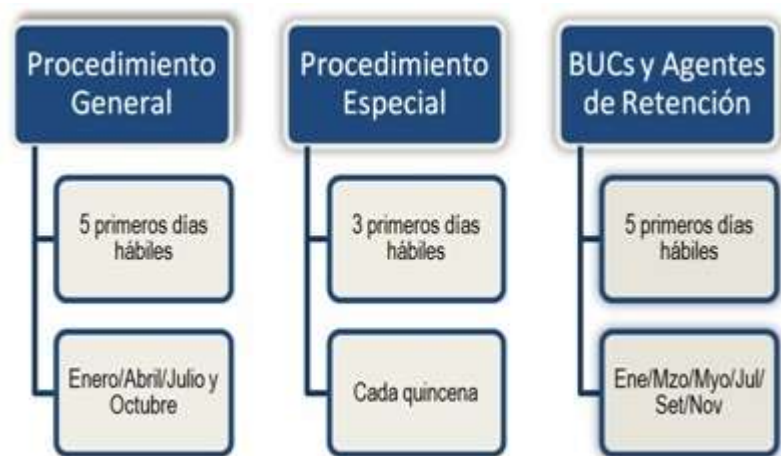 Procedimiento
General
5 primeros días
hábiles
Enero/Abril/Julio y
Octubre
Procedimiento
Especial
3 primeros días
hábiles
Cada quincena
BUCs y Agentes
de Retención
5 primeros días
hábiles
Ene/Mzo/Myo/Jul/
Set/Nov